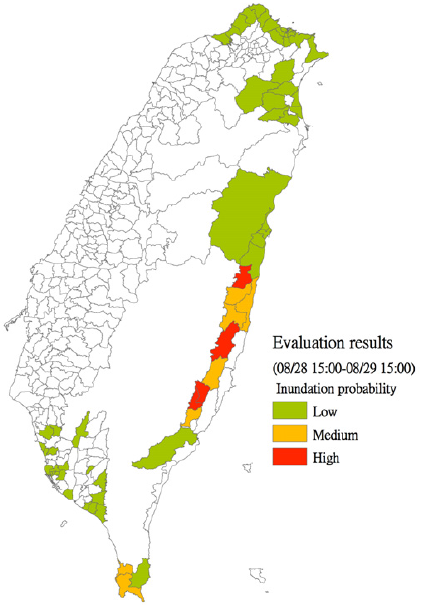 Evaluation results
(08/28 15:00-08/29 15:00)
Inundation probability
Low
Medium
High